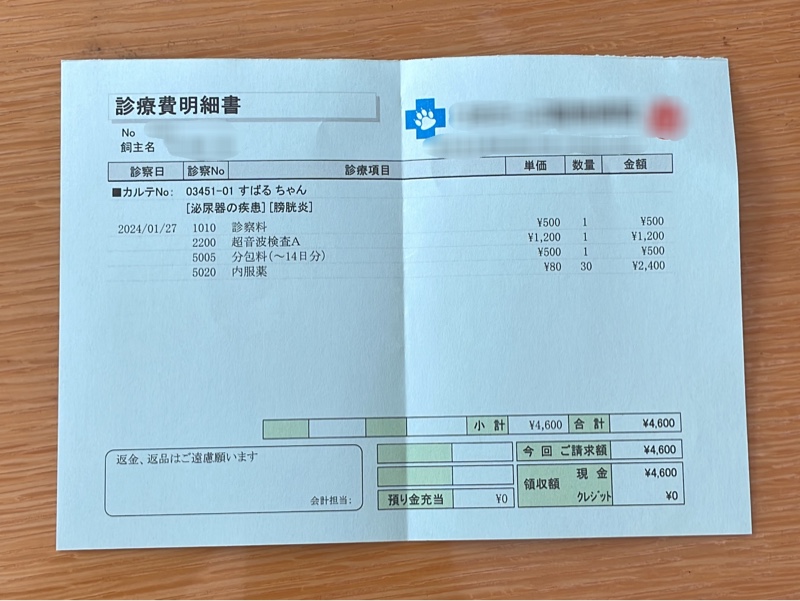 診療費明細書
No
飼主名
診察日 診察No 診療項目 単価 数量 金額
■カルテNo: 03451-01 すばる ちゃん
[泌尿器の疾患] [膀胱炎]
2024/01/27 1010 診察料 ¥500 1 ¥500
2200 超音波検査A ¥1,200 1 ¥1,200
5005 分包料(～14日分) ¥500 1 ¥500
5020 内服薬 ¥80 30 ¥2,400
小計 ¥4,600 合計 ¥4,600
返金、返品はご遠慮願います
会計担当:
今回ご請求額 ¥4,600
領収額 現金 ¥4,600
預り金充当 ¥0 クレジット ¥0